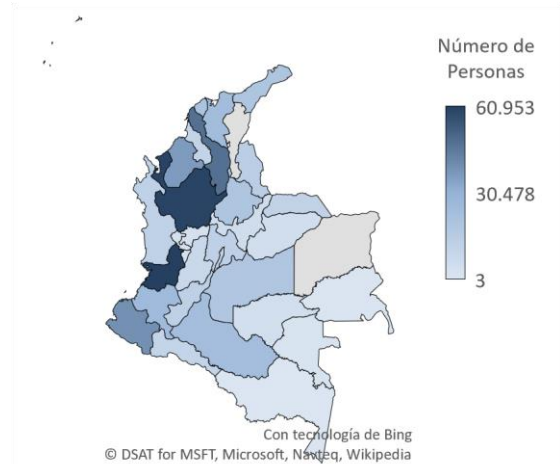 Número de
Personas
60.953
30.478
3
Con tecnología de Bing
© DSAT for MSFT, Microsoft, Navteq, Wikipedia